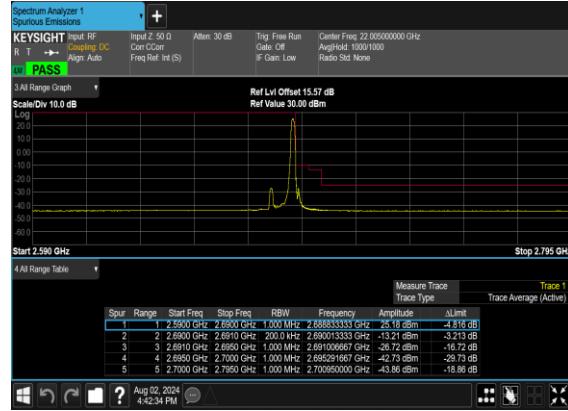 Spectrum Analyzer 1
Spurious Emissions
KEYSIGHT Input: RF Input Z: 50 Ω Atten: 30 dB Trig: Free Run Center Freq: 22.005000000 GHz
R T Coupling: DC Corr CCorr Gate: Off Avg|Hold: 1000/1000
Align: Auto Freq Ref: Int (S) IF Gain: Low Radio Std: None
PASS
3 All Range Graph
Ref Lvl Offset 15.57 dB
Scale/Div 10.0 dB Ref Value 30.00 dBm
Log
20.0
10.0
0.00
-10.0
-20.0
-30.0
-40.0
-50.0
-60.0
Start 2.590 GHz Stop 2.795 GH
4 All Range Table
Measure Trace Trace 1
Trace Type Trace Average (Active)
Spur Range Start Freq Stop Freq RBW Frequency Amplitude ΔLimit
1 1 2.5900 GHz 2.6900 GHz 1.000 MHz 2.688833333 GHz 25.18 dBm -4.816 dB
2 2 2.6900 GHz 2.6910 GHz 200.0 kHz 2.690013333 GHz -13.21 dBm -3.213 dB
3 3 2.6910 GHz 2.6950 GHz 1.000 MHz 2.691006667 GHz -26.72 dBm -16.72 dB
4 4 2.6950 GHz 2.7000 GHz 1.000 MHz 2.695291667 GHz -42.73 dBm -29.73 dB
5 5 2.7000 GHz 2.7950 GHz 1.000 MHz 2.700950000 GHz -43.86 dBm -18.86 dB
Aug 02, 2024
4:42:34 PM